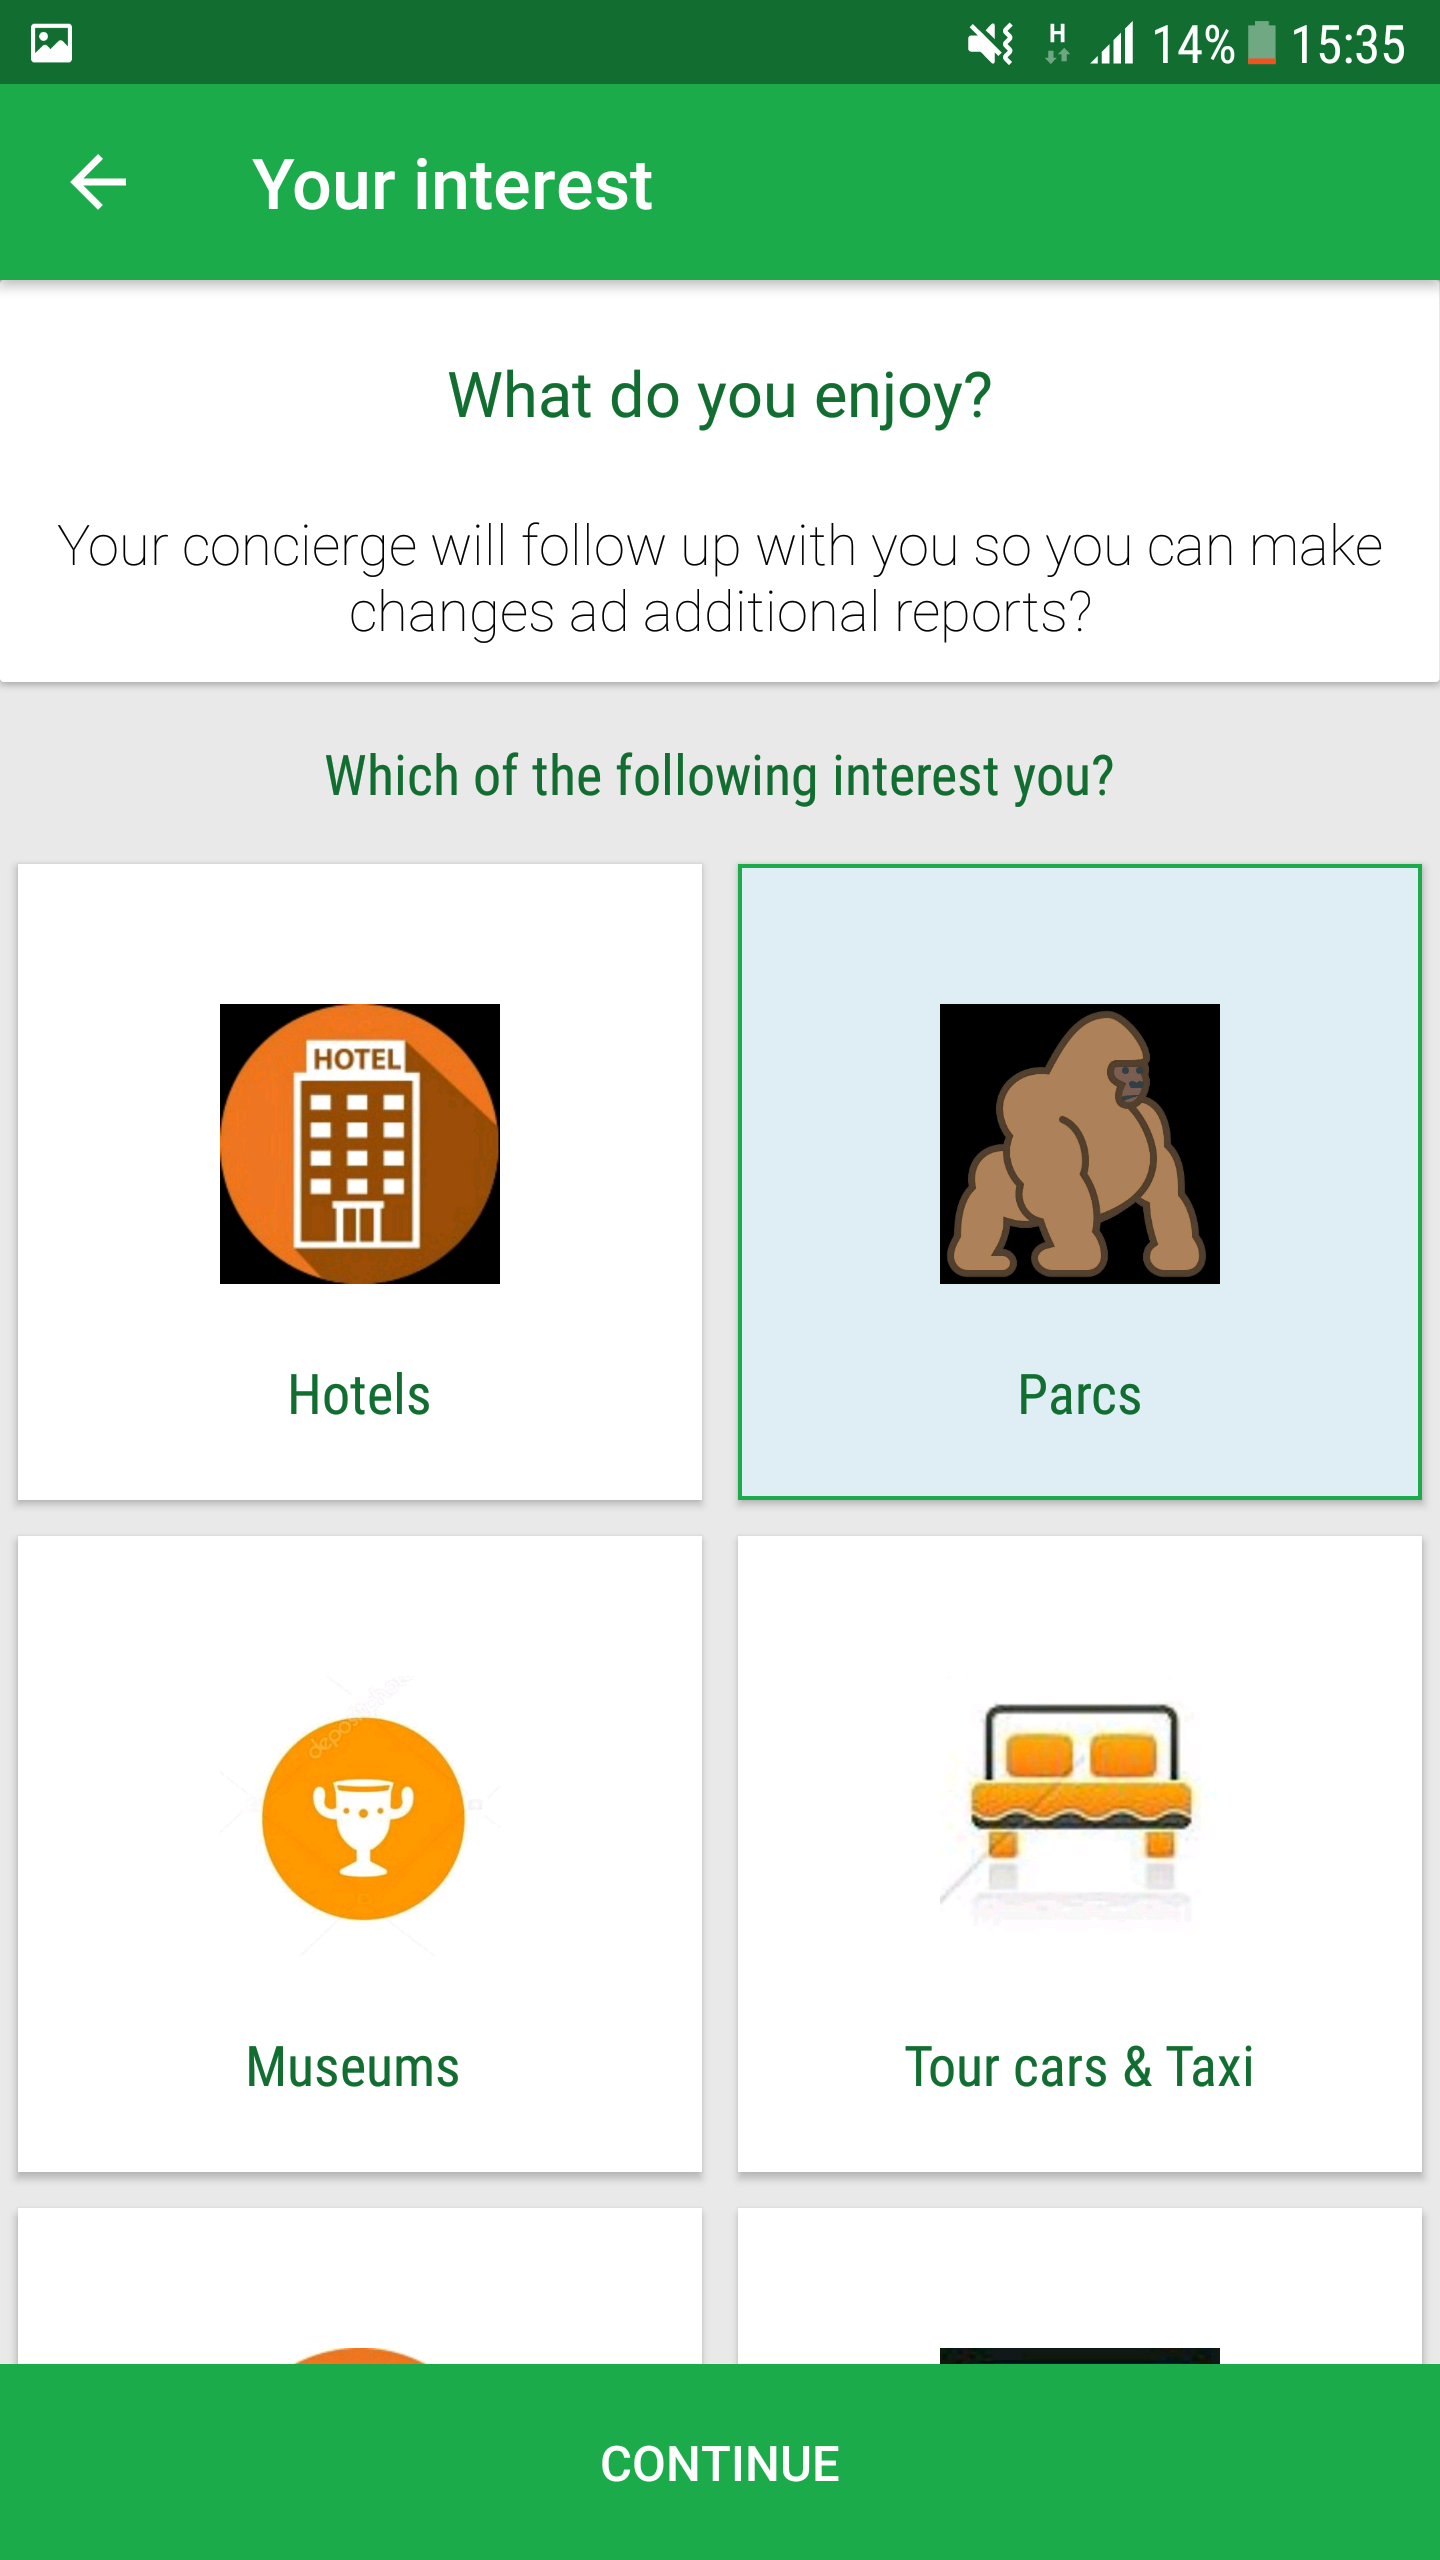 H 14% 15:35
Your interest
What do you enjoy?
Your concierge will follow up with you so you can make
changes ad additional reports?
Which of the following interest you?
HOTEL
Hotels
Parcs
depositphotos
Museums
Tour cars & Taxi
CONTINUE